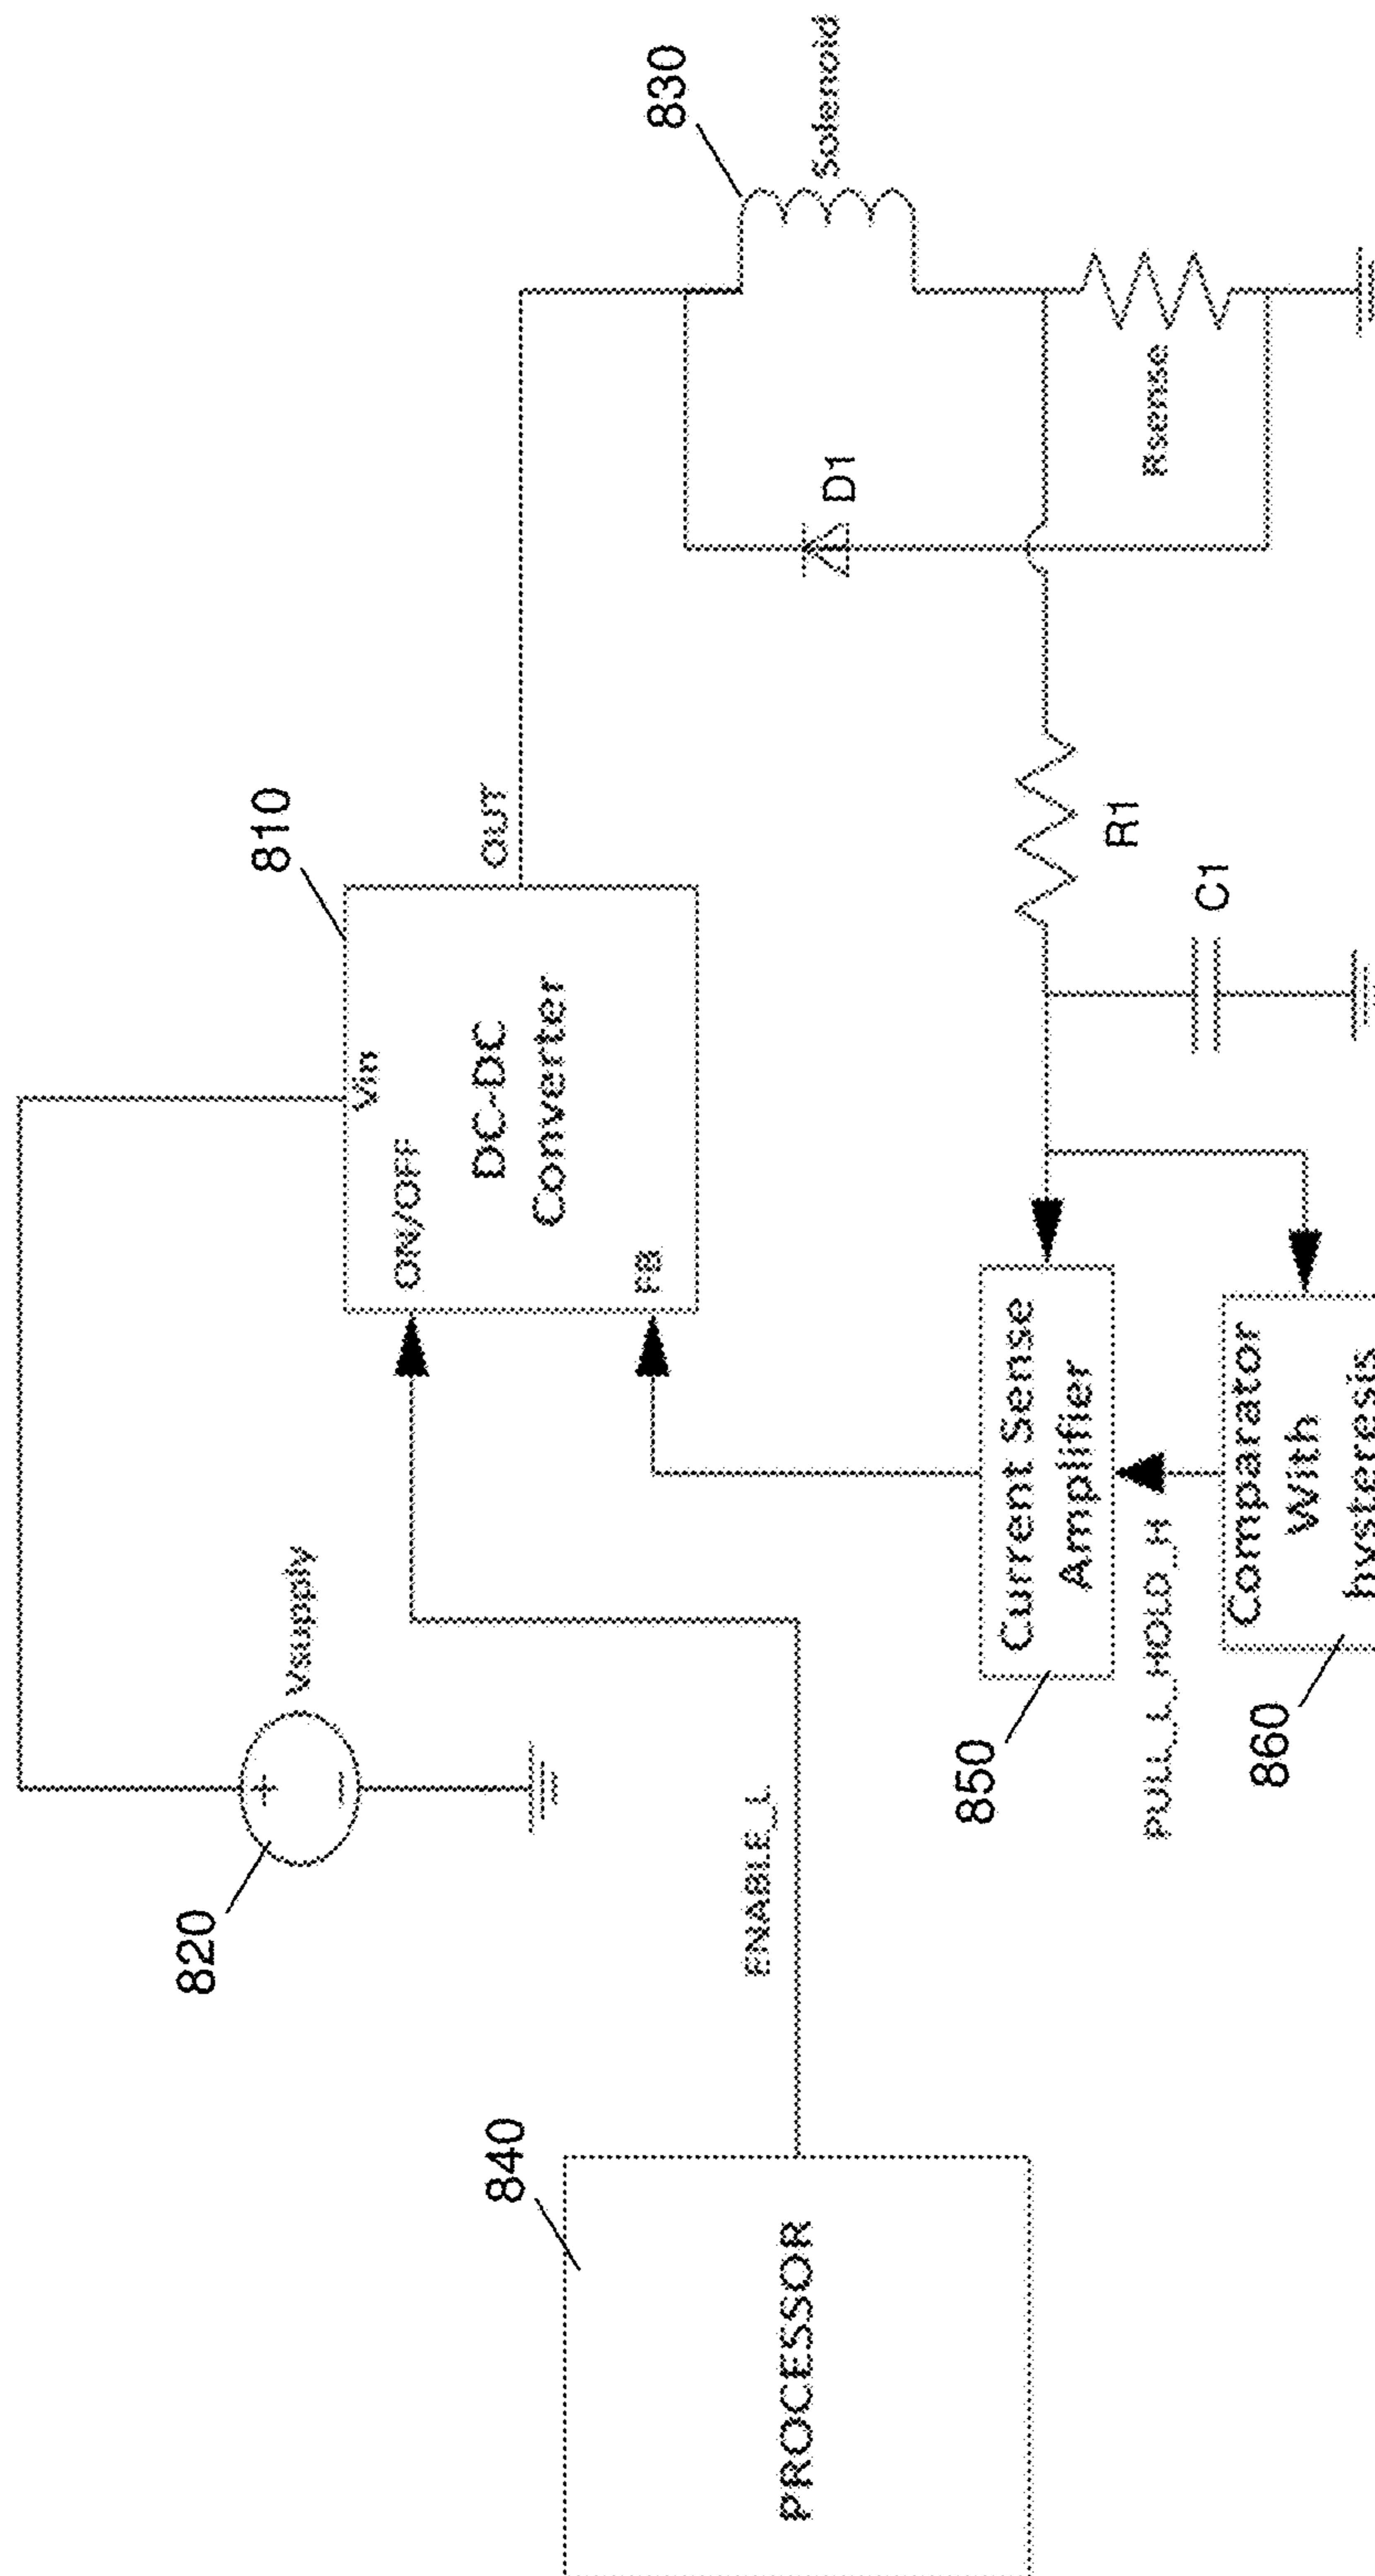 820
Vsupply
810
Vin
ON/OFF
DC-DC
Converter
FB
OUT
830
Solenoid
840
PROCESSOR
ENABLE_L
D1
850
Current Sense
Amplifier
R1
Rsense
PULL_L_HOLD_H
C1
860
Comparator
With
hysteresis